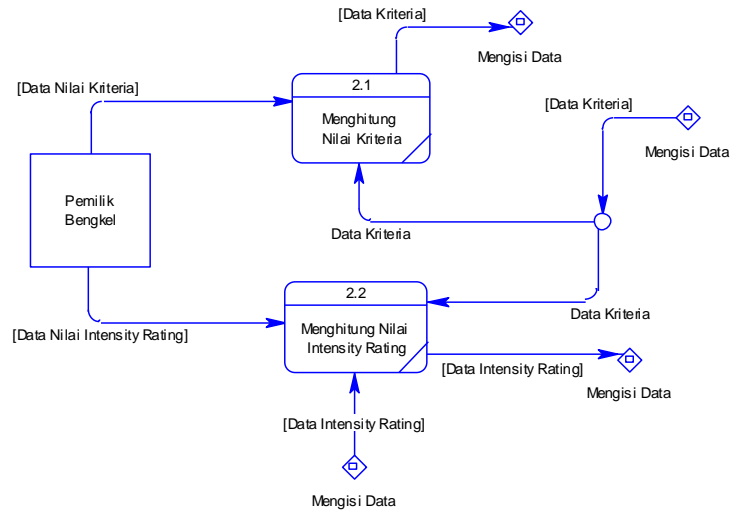 [Data Kriteria]
Mengisi Data
[Data Nilai Kriteria]
2.1
Menghitung
Nilai Kriteria
[Data Kriteria]
Mengisi Data
Pemilik
Bengkel
Data Kriteria
2.2
Menghitung Nilai
Intensity Rating
Data Kriteria
[Data Nilai Intensity Rating]
[Data Intensity Rating]
Mengisi Data
[Data Intensity Rating]
Mengisi Data